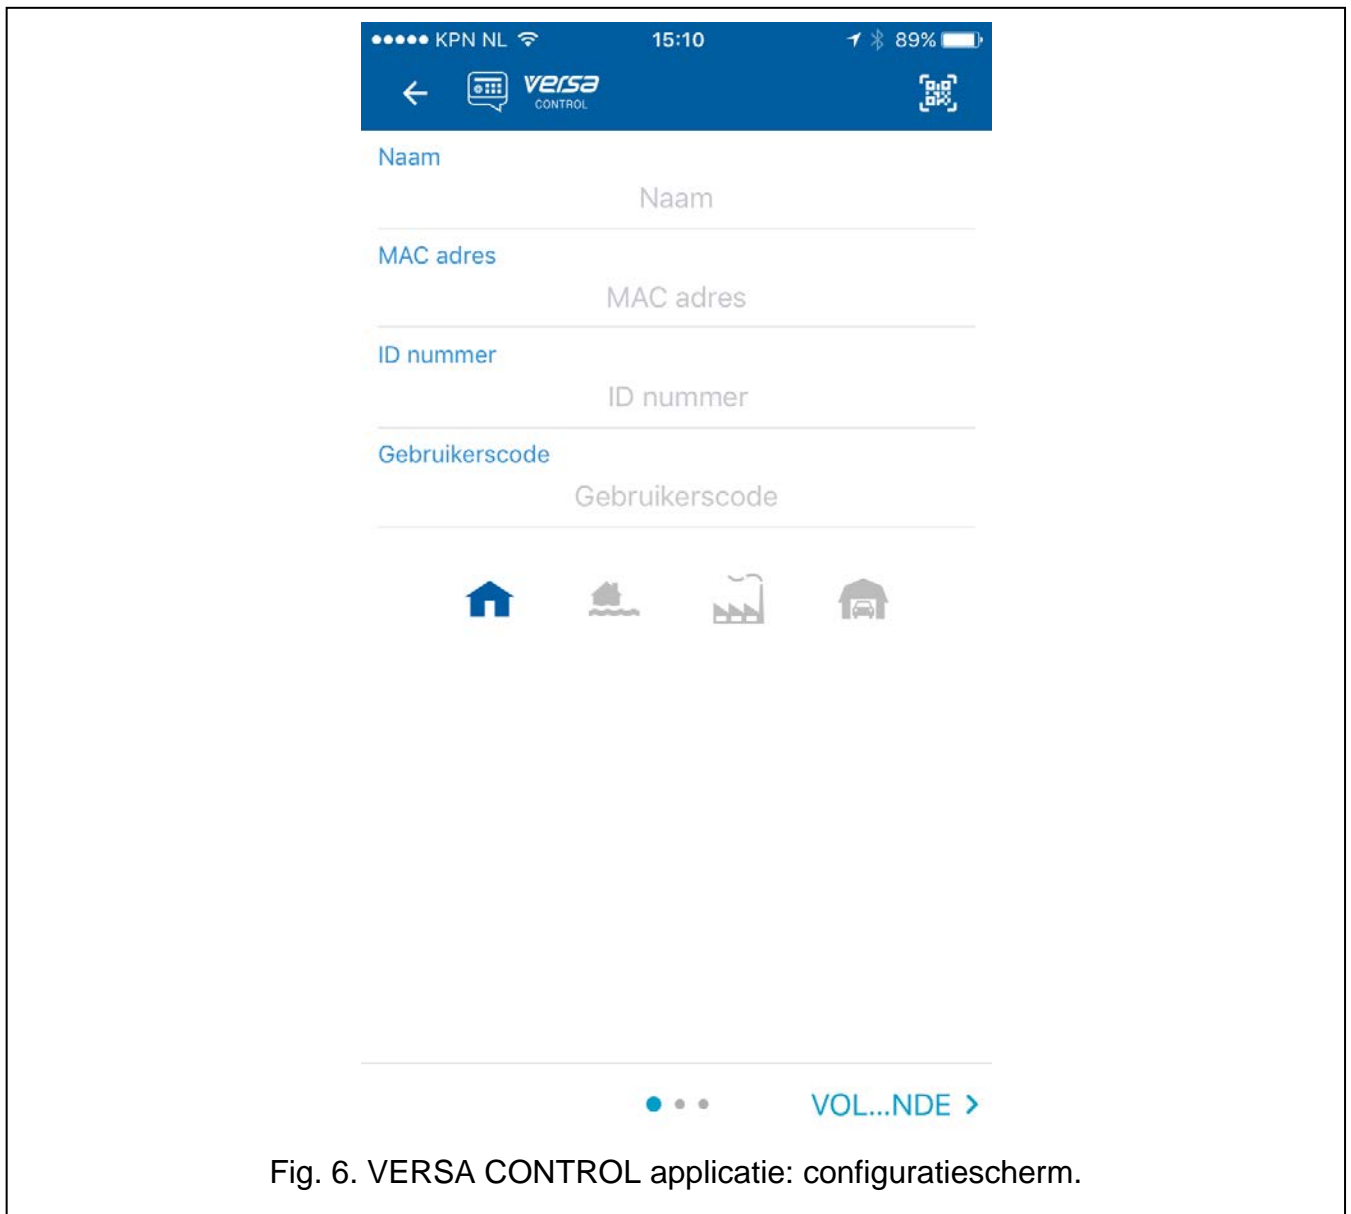 KPN NL 15:10 89%
versa
CONTROL
Naam
Naam
MAC adres
MAC adres
ID nummer
ID nummer
Gebruikerscode
Gebruikerscode
VOL...NDE >
Fig. 6. VERSA CONTROL applicatie: configuratiescherm.